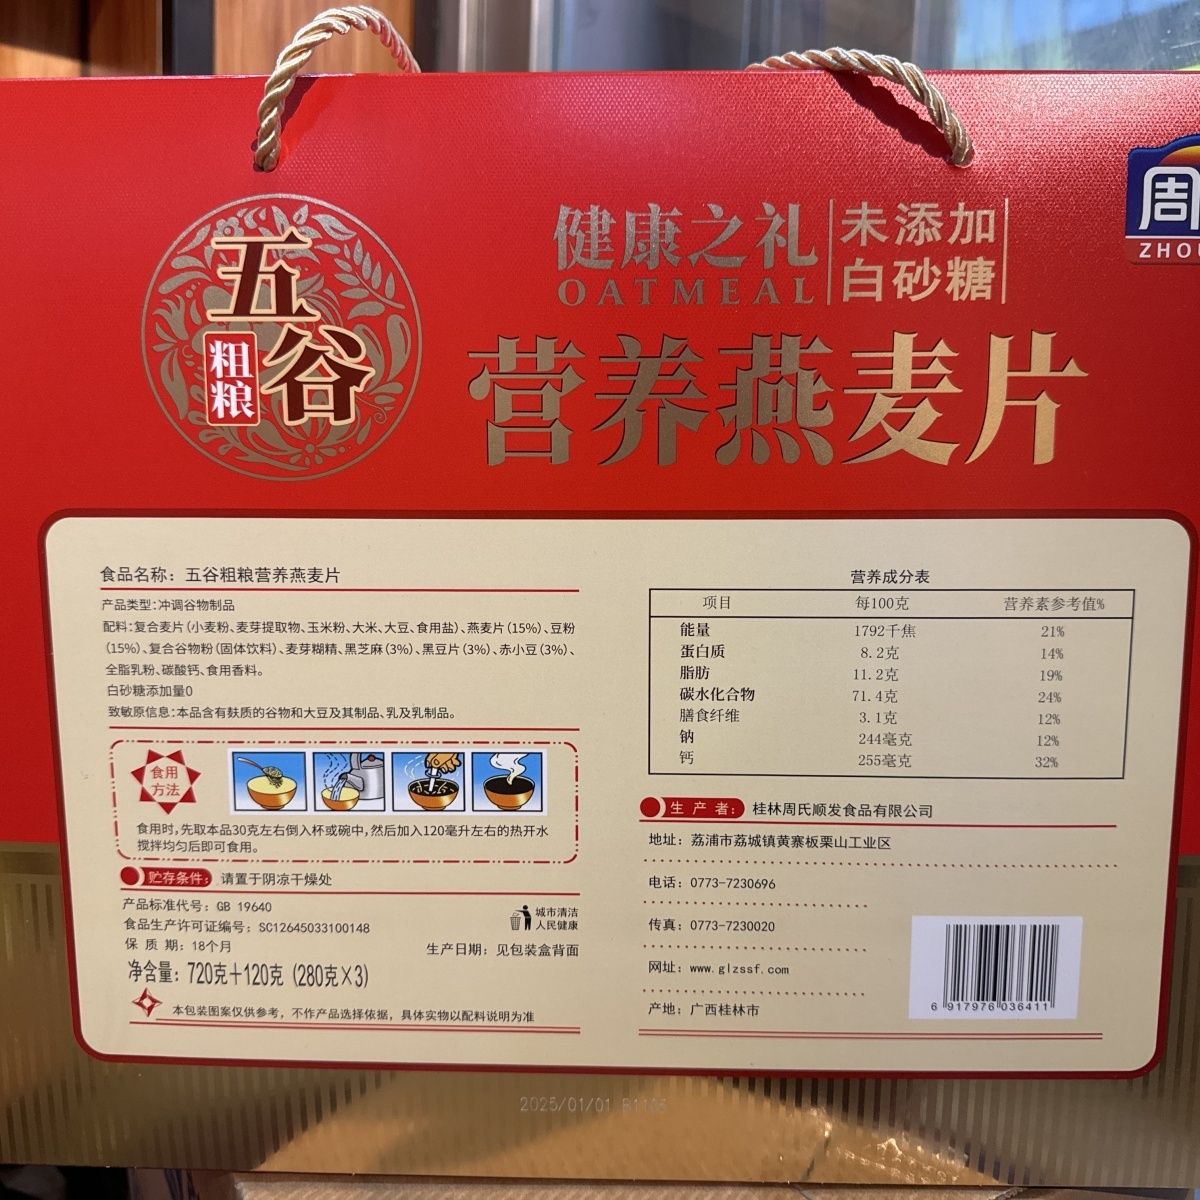 五谷
粗粮
健康之礼
OATMEAL
未添加
白砂糖
周
营养燕麦片
食品名称：五谷粗粮营养燕麦片
产品类型：冲调谷物制品
配料：复合麦片(小麦粉、麦芽提取物、玉米粉、大米、大豆、食用盐)、燕麦片(15%)、豆粉
(15%)、复合谷物粉(固体饮料)、麦芽糊精、黑芝麻(3%)、黑豆片(3%)、赤小豆(3%)、
全脂乳粉、碳酸钙、食用香料。
白砂糖添加量0
致敏原信息：本品含有麸质的谷物和大豆及其制品、乳及乳制品。
食用
方法
食用时，先取本品30克左右倒入杯或碗中，然后加入120毫升左右的热开水
搅拌均匀后即可食用。
贮存条件： 请置于阴凉干燥处
产品标准代号：GB 19640
食品生产许可证编号：SC12645033100148
保 质 期：18个月
城市清洁
人民健康
生产日期：见包装盒背面
净含量：720克＋120克（280克×3）
本包装图案仅供参考，不作产品选择依据，具体实物以配料说明为准
营养成分表
项目 每100克 营养素参考值%
能量 1792千焦 21%
蛋白质 8.2克 14%
脂肪 11.2克 19%
碳水化合物 71.4克 24%
膳食纤维 3.1克 12%
钠 244毫克 12%
钙 255毫克 32%
生 产 者： 桂林周氏顺发食品有限公司
地址：荔浦市荔城镇黄寨板栗山工业区
电话：0773-7230696
传真：0773-7230020
网址：www.glzssf.com
产地：广西桂林市
6 917976 036411
2025/01/01